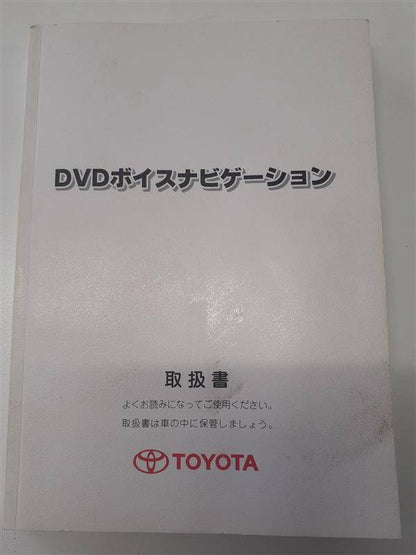 DVDボイスナビゲーション
取扱書
よくお読みになってご使用ください。
取扱書は車の中に保管しましょう。
TOYOTA